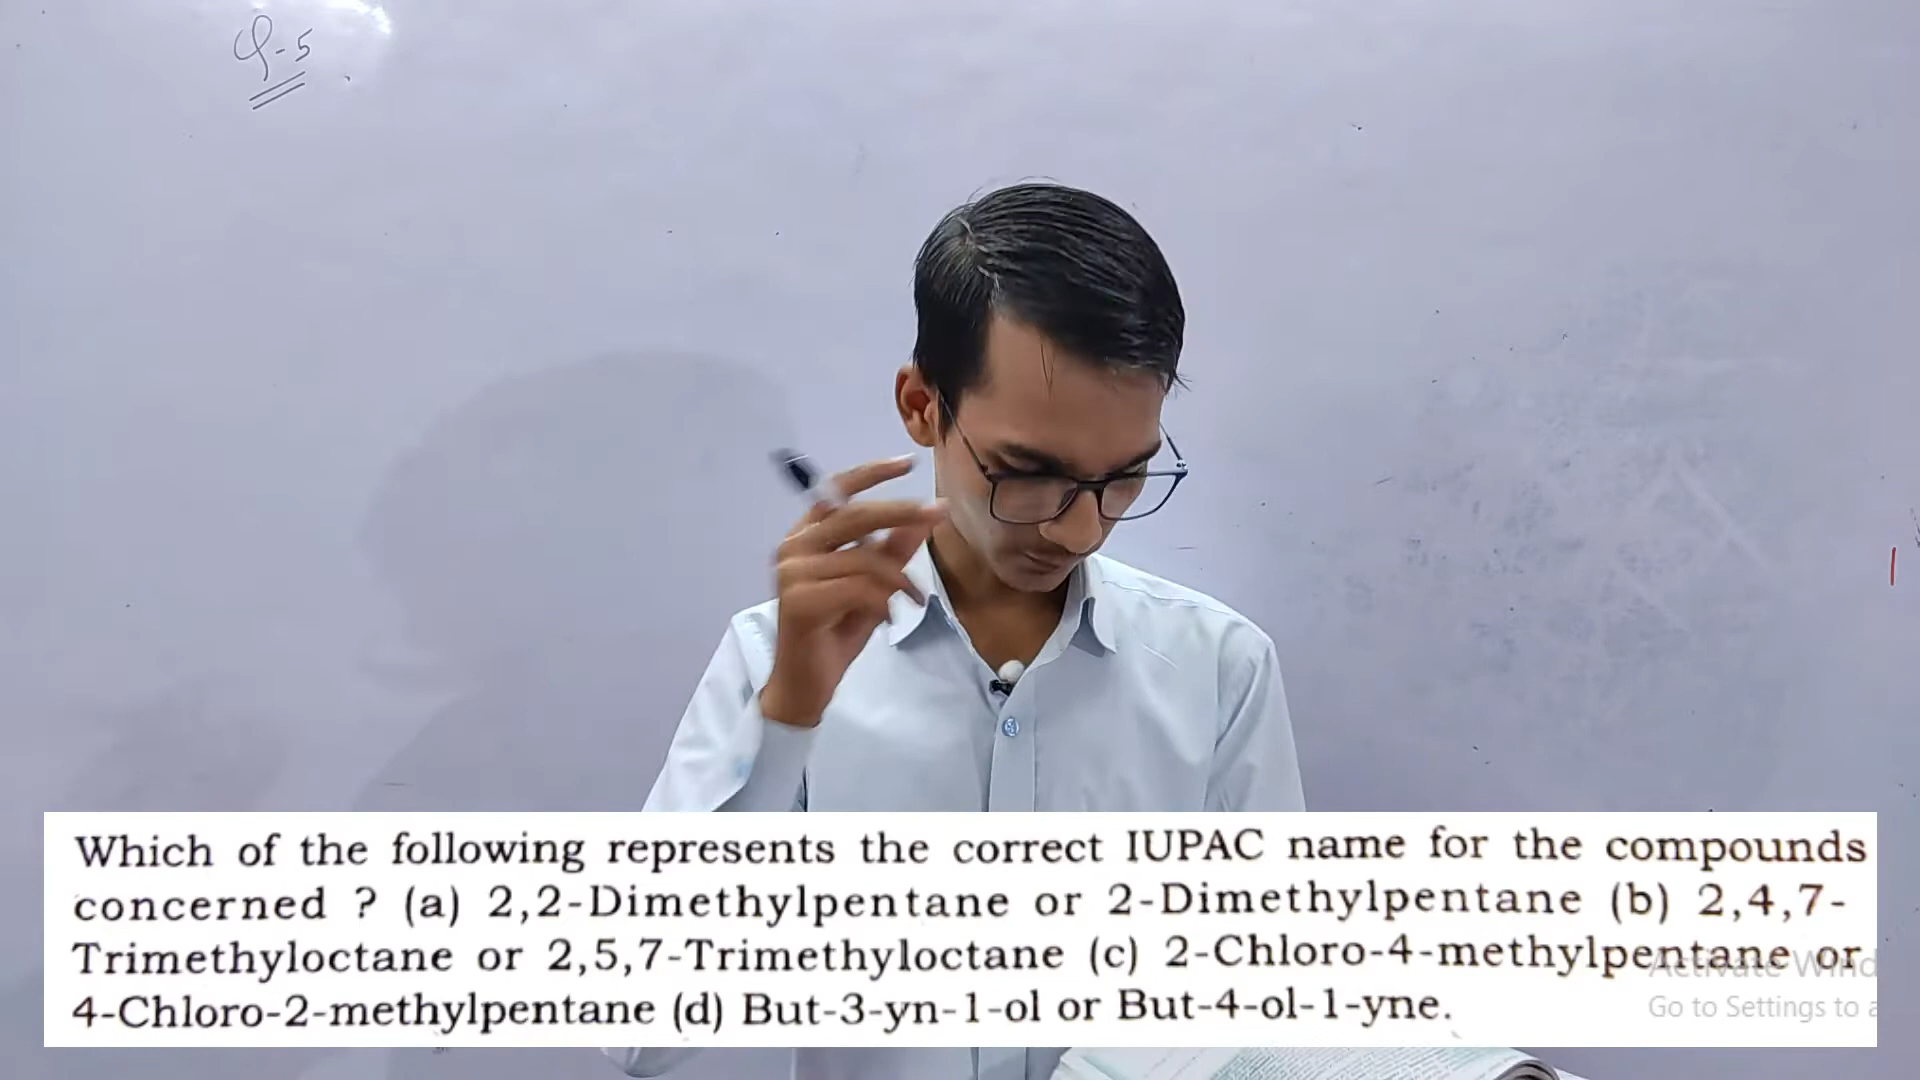 Q-5
Which of the following represents the correct IUPAC name for the compounds
concerned ? (a) 2,2-Dimethylpentane or 2-Dimethylpentane (b) 2,4,7-
Trimethyloctane or 2,5,7-Trimethyloctane (c) 2-Chloro-4-methylpentane or
4-Chloro-2-methylpentane (d) But-3-yn-1-ol or But-4-ol-1-yne.
Activate Wind
Go to Settings to a